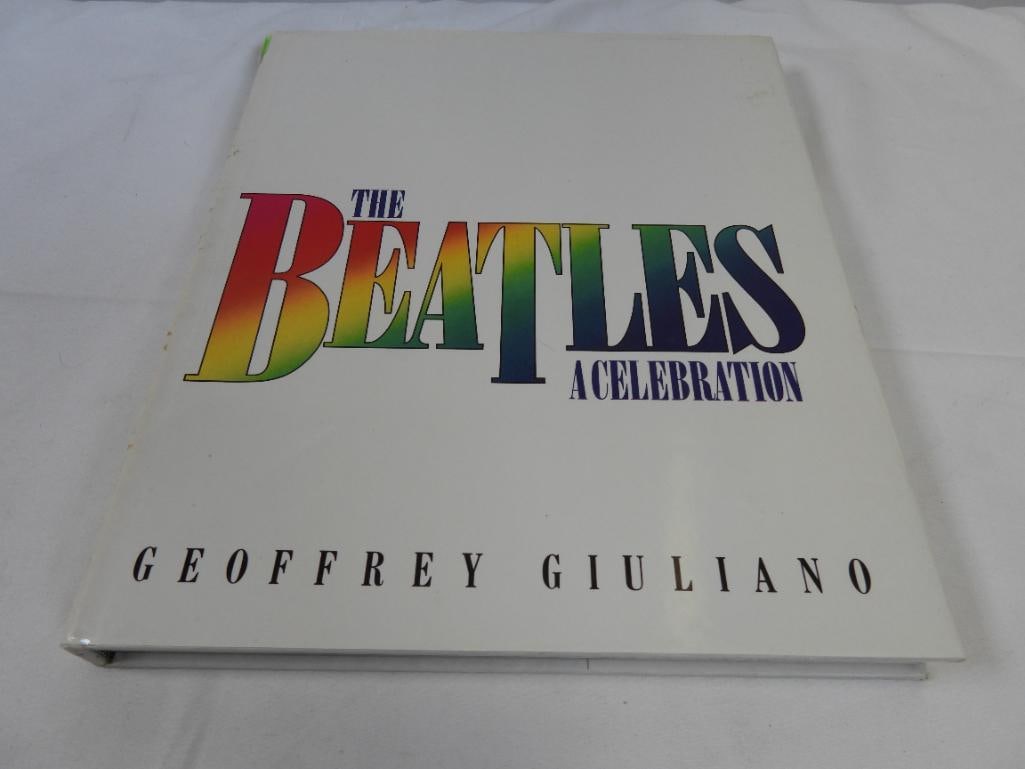 THE
BEATLES
A CELEBRATION
GEOFFREY GIULIANO